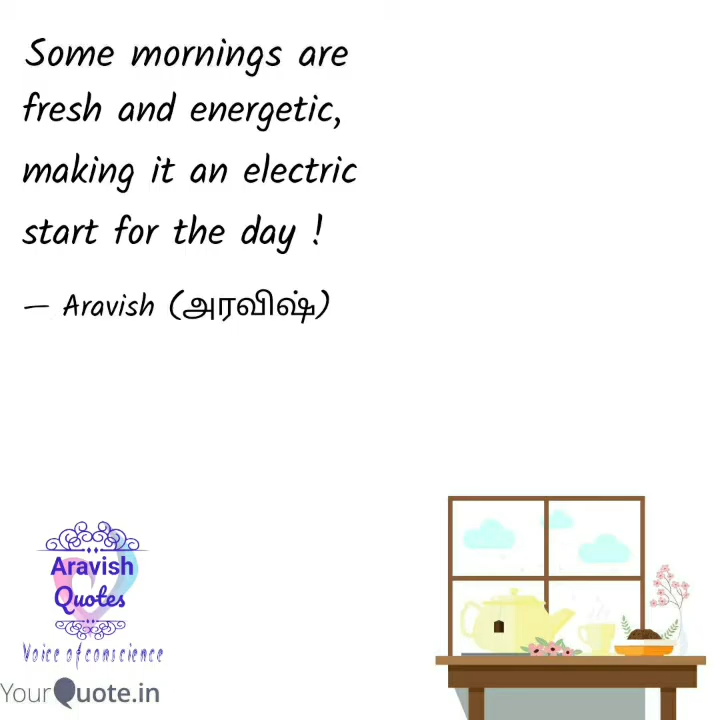 Some mornings are
fresh and energetic,
making it an electric
start for the day !
— Aravish (அரவிஷ்)
Aravish
Quotes
Voice of conscience
YourQuote.in